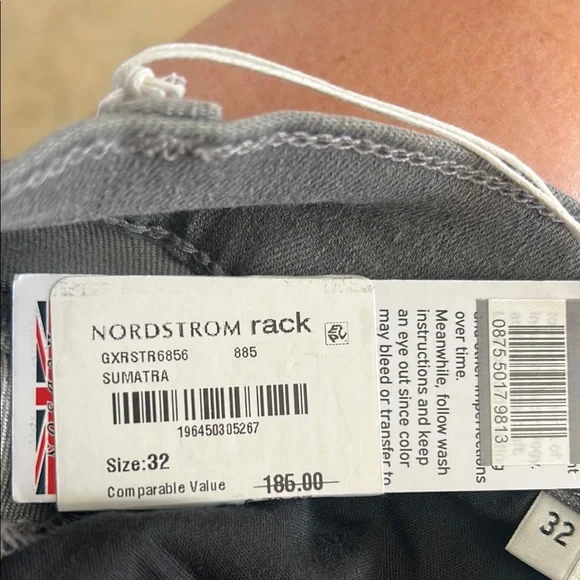 NORDSTROM rack
GXRSTR6856 885
SUMATRA
196450305267
Size: 32
Comparable Value 185.00
over time.
Meanwhile, follow wash
instructions and keep
an eye out since color
may bleed or transfer to
0875 5017 9813
32